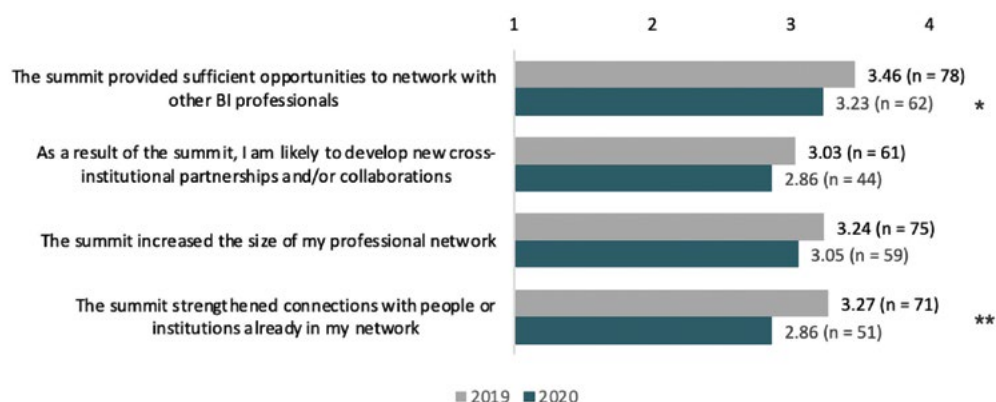 1 2 3 4
The summit provided sufficient opportunities to network with
other BI professionals
3.46 (n = 78)
3.23 (n = 62)
*
As a result of the summit, I am likely to develop new cross-
institutional partnerships and/or collaborations
3.03 (n = 61)
2.86 (n = 44)
The summit increased the size of my professional network
3.24 (n = 75)
3.05 (n = 59)
The summit strengthened connections with people or
institutions already in my network
3.27 (n = 71)
2.86 (n = 51)
**
2019 2020